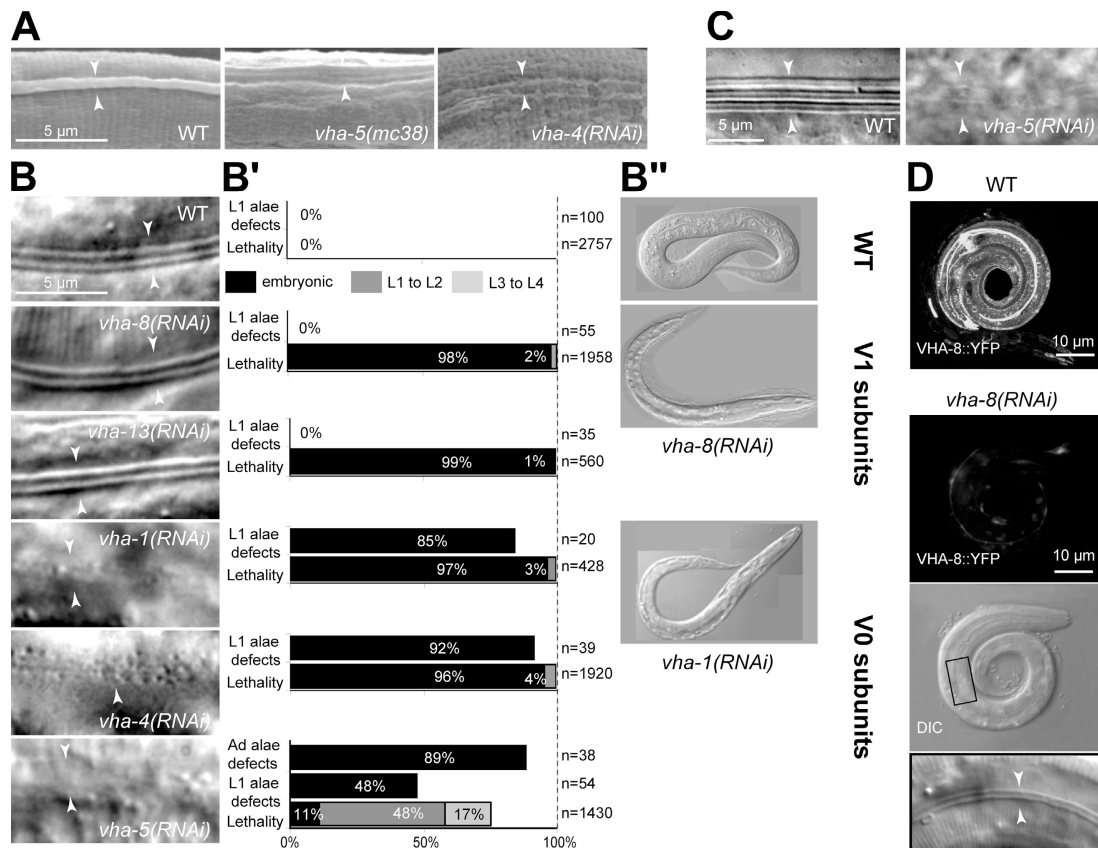 A
5 µm
WT
vha-5(mc38)
vha-4(RNAi)
C
5 µm
WT
vha-5(RNAi)
B
WT
5 µm
vha-8(RNAi)
vha-13(RNAi)
vha-1(RNAi)
vha-4(RNAi)
vha-5(RNAi)
B'
L1 alae
defects
0%
n=100
Lethality
0%
n=2757
embryonic
L1 to L2
L3 to L4
L1 alae
defects
0%
n=55
Lethality
98%
2%
n=1958
L1 alae
defects
0%
n=35
Lethality
99%
1%
n=560
L1 alae
defects
85%
n=20
Lethality
97%
3%
n=428
L1 alae
defects
92%
n=39
Lethality
96%
4%
n=1920
Ad alae
defects
89%
n=38
L1 alae
defects
48%
n=54
Lethality
11%
48%
17%
n=1430
0%
50%
100%
B"
vha-8(RNAi)
vha-1(RNAi)
WT
V1 subunits
V0 subunits
D
WT
VHA-8::YFP
10 µm
vha-8(RNAi)
VHA-8::YFP
10 µm
DIC